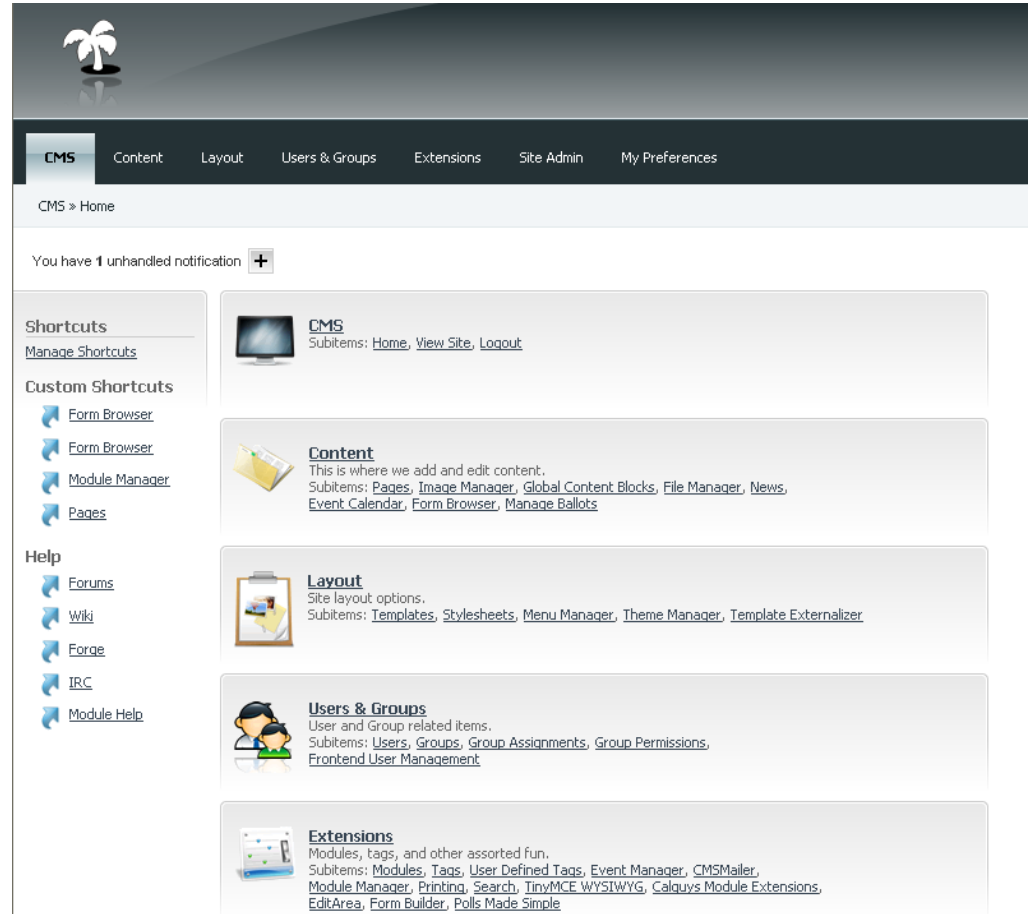 CMS Content Layout Users & Groups Extensions Site Admin My Preferences
CMS » Home
You have 1 unhandled notification +
Shortcuts
Manage Shortcuts
Custom Shortcuts
Form Browser
Form Browser
Module Manager
Pages
Help
Forums
Wiki
Forge
IRC
Module Help
CMS
Subitems: Home, View Site, Logout
Content
This is where we add and edit content.
Subitems: Pages, Image Manager, Global Content Blocks, File Manager, News,
Event Calendar, Form Browser, Manage Ballots
Layout
Site layout options.
Subitems: Templates, Stylesheets, Menu Manager, Theme Manager, Template Externalizer
Users & Groups
User and Group related items.
Subitems: Users, Groups, Group Assignments, Group Permissions,
Frontend User Management
Extensions
Modules, tags, and other assorted fun.
Subitems: Modules, Tags, User Defined Tags, Event Manager, CMSMailer,
Module Manager, Printing, Search, TinyMCE WYSIWYG, Calguys Module Extensions,
EditArea, Form Builder, Polls Made Simple